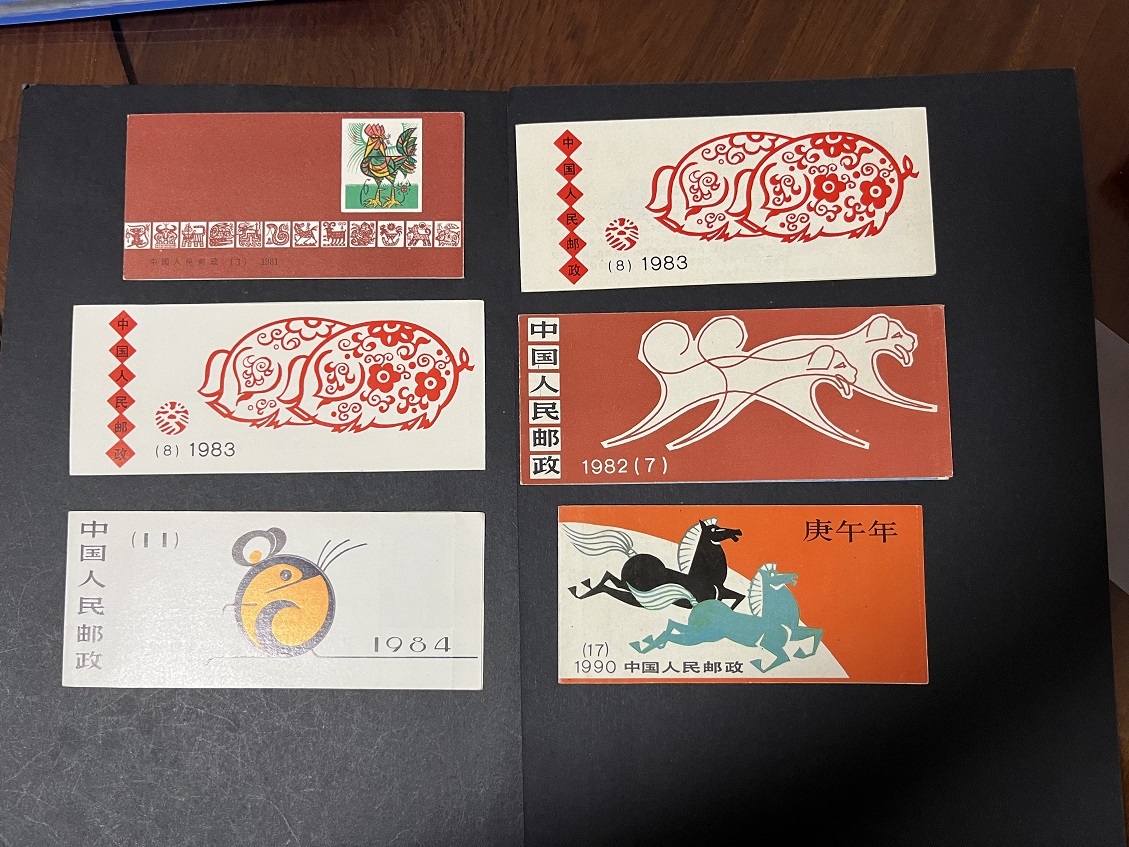 中国人民邮政 (3) 1981
中国人民邮政
(8) 1983
中国人民邮政
(8) 1983
中国人民邮政
1982(7)
中国人民邮政
(11)
1984
庚午年
(17)
1990 中国人民邮政